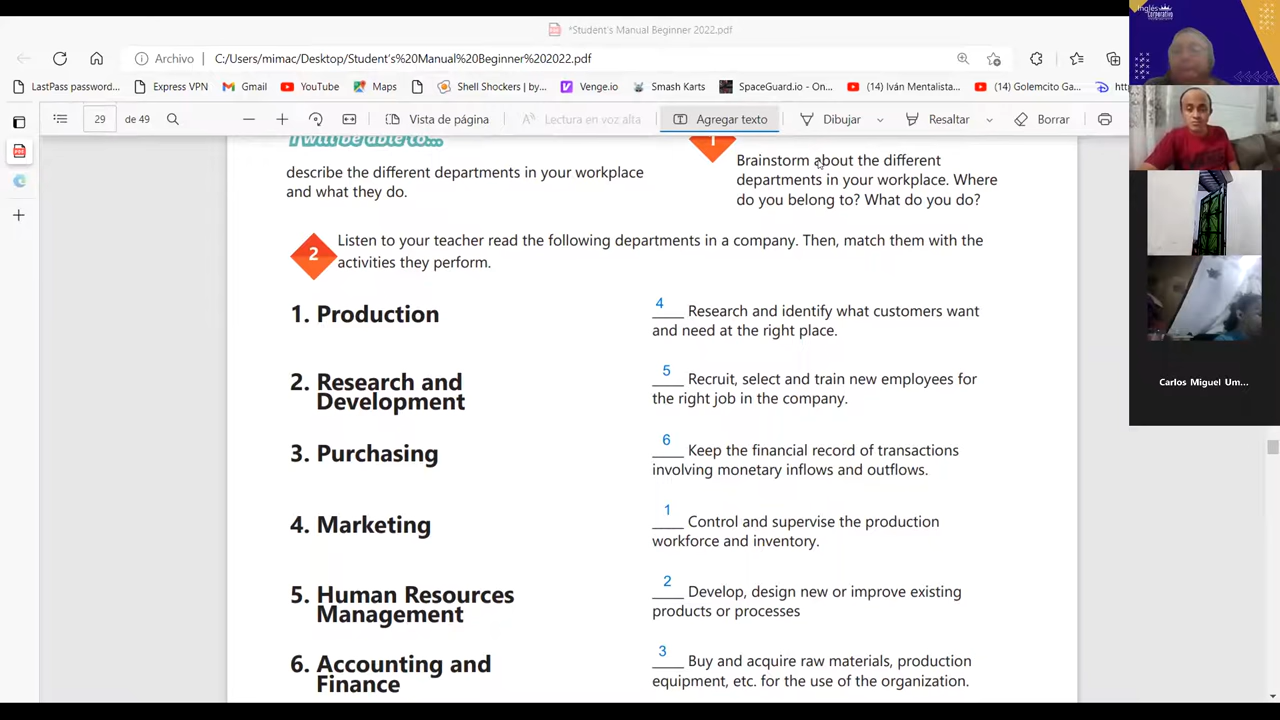 *Student's Manual Beginner 2022.pdf
Archivo C:/Users/mimac/Desktop/Student's%20Manual%20Beginner%202022.pdf
LastPass password... Express VPN Gmail YouTube Maps Shell Shockers | by... Venge.io Smash Karts SpaceGuard.io - On... (14) Iván Mentalista... (14) Golemcito Ga...
29 de 49 Vista de página Lectura en voz alta Agregar texto Dibujar Resaltar Borrar
I will be able to...
describe the different departments in your workplace
and what they do.
1
Brainstorm about the different
departments in your workplace. Where
do you belong to? What do you do?
2
Listen to your teacher read the following departments in a company. Then, match them with the
activities they perform.
1. Production
4 Research and identify what customers want
and need at the right place.
2. Research and
Development
5 Recruit, select and train new employees for
the right job in the company.
3. Purchasing
6 Keep the financial record of transactions
involving monetary inflows and outflows.
4. Marketing
1 Control and supervise the production
workforce and inventory.
5. Human Resources
Management
2 Develop, design new or improve existing
products or processes
6. Accounting and
Finance
3 Buy and acquire raw materials, production
equipment, etc. for the use of the organization.
Inglés
Corporativo
Carlos Miguel Um...